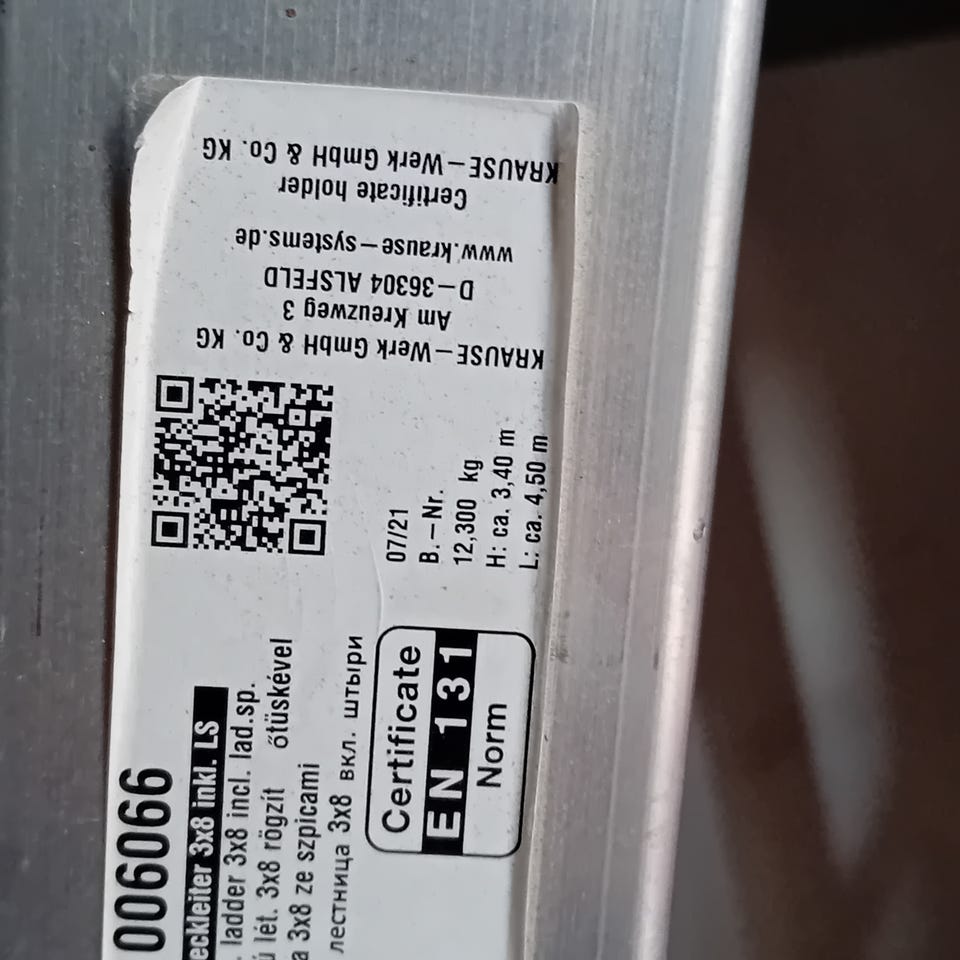 006066
eckleiter 3x8 inkl. LS
ladder 3x8 incl. lad.sp.
lét. 3x8 rögzít őtüskével
a 3x8 ze szpicami
лестница 3x8 вкл. штыри
Certificate
EN 131
Norm
07/21
B.-Nr.
12,300 kg
H: ca. 3,40 m
L: ca. 4,50 m
KRAUSE-Werk GmbH & Co. KG
Am Kreuzweg 3
D-36304 ALSFELD
www.krause-systems.de
Certificate holder
KRAUSE-Werk GmbH & Co. KG